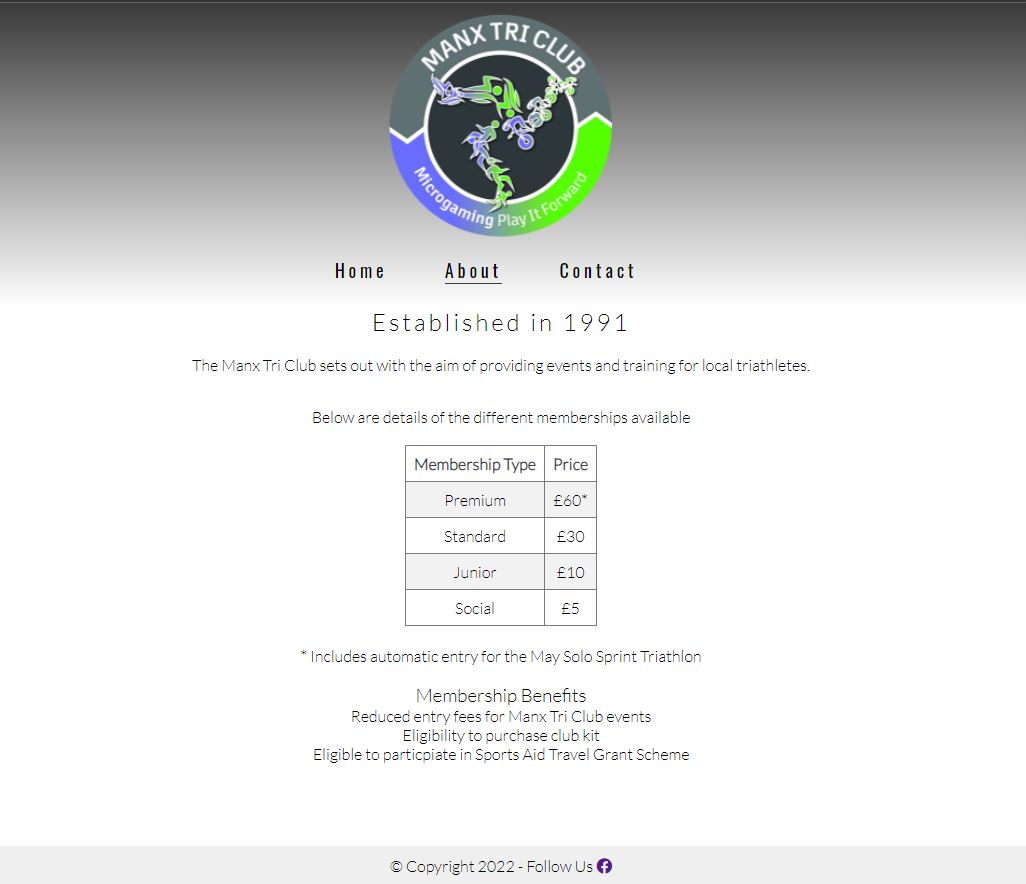 MANX TRI CLUB
Microgaming Play It Forward
Home About Contact
Established in 1991
The Manx Tri Club sets out with the aim of providing events and training for local triathletes.
Below are details of the different memberships available
Membership Type Price
Premium £60*
Standard £30
Junior £10
Social £5
* Includes automatic entry for the May Solo Sprint Triathlon
Membership Benefits
Reduced entry fees for Manx Tri Club events
Eligibility to purchase club kit
Eligible to particpiate in Sports Aid Travel Grant Scheme
© Copyright 2022 - Follow Us